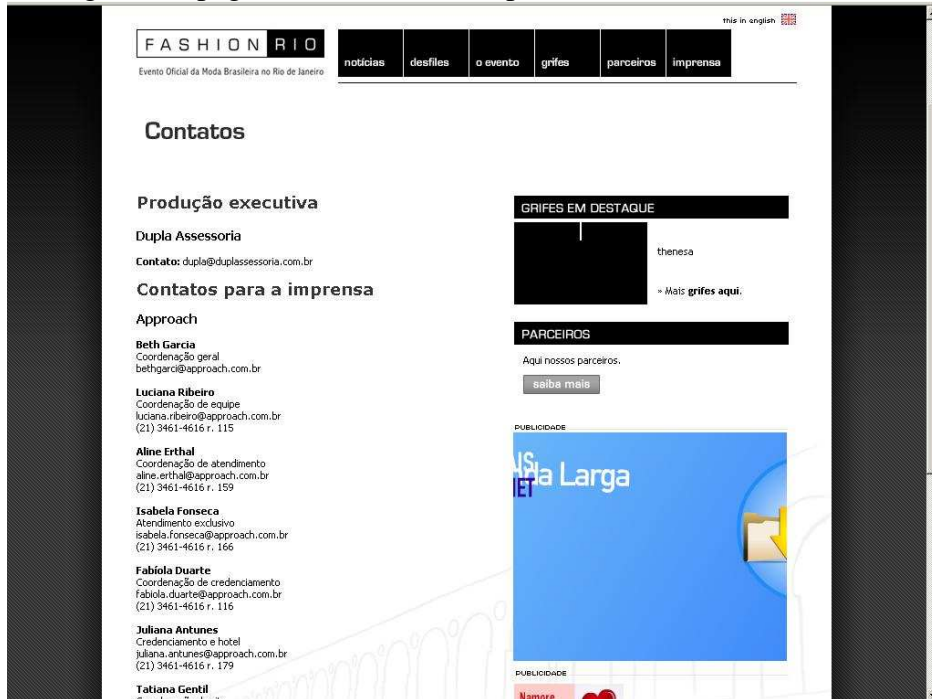 this in english
FASHION RIO
Evento Oficial da Moda Brasileira no Rio de Janeiro
notícias desfiles o evento grifes parceiros imprensa
Contatos
Produção executiva
Dupla Assessoria
Contato: dupla@duplassessoria.com.br
Contatos para a imprensa
Approach
Beth Garcia
Coordenação geral
bethgarci@approach.com.br
Luciana Ribeiro
Coordenação de equipe
luciana.ribeiro@approach.com.br
(21) 3461-4616 r. 115
Aline Erthal
Coordenação de atendimento
aline.erthal@approach.com.br
(21) 3461-4616 r. 159
Isabela Fonseca
Atendimento exclusivo
isabela.fonseca@approach.com.br
(21) 3461-4616 r. 166
Fabíola Duarte
Coordenação de credenciamento
fabiola.duarte@approach.com.br
(21) 3461-4616 r. 116
Juliana Antunes
Credenciamento e hotel
juliana.antunes@approach.com.br
(21) 3461-4616 r. 179
Tatiana Gentil
GRIFES EM DESTAQUE
thenesa
» Mais grifes aqui.
PARCEIROS
Aqui nossos parceiros.
saiba mais
PUBLICIDADE
Larga
PUBLICIDADE
Namore